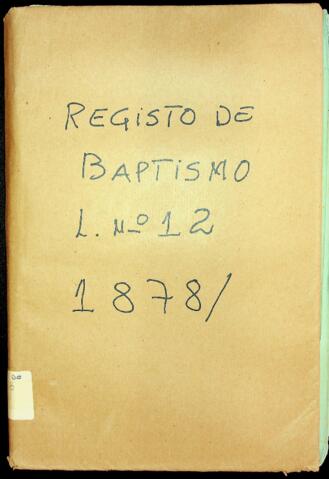 REGISTO DE
BAPTISMO
L. Nº 12
1878/